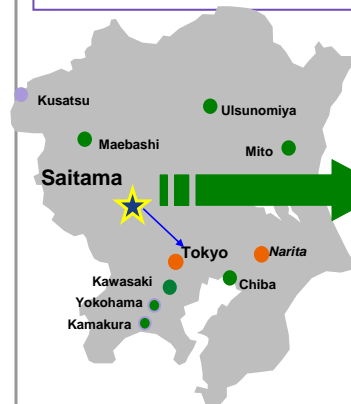 Kusatsu
Ulsunomiya
Maebashi
Mito
Saitama
Tokyo
Narita
Kawasaki
Chiba
Yokohama
Kamakura